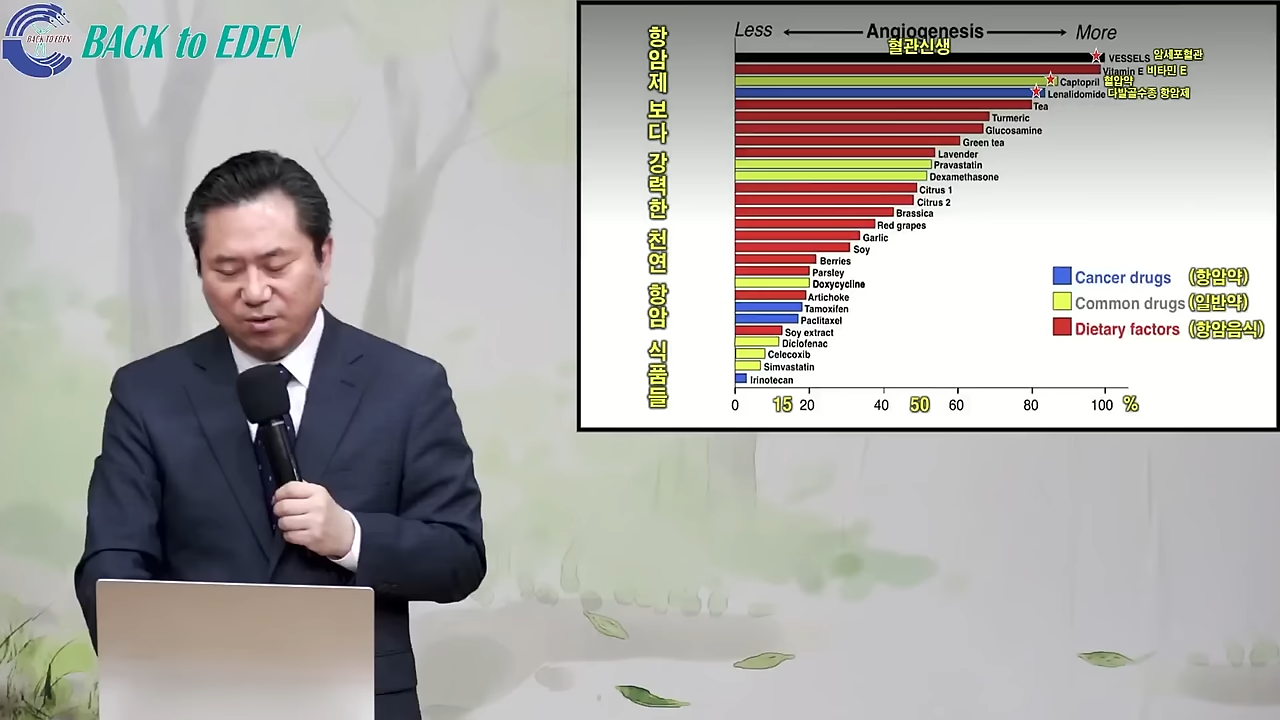 BACK TO EDEN
BACK to EDEN
항암제 보다 강력한 천연 항암 식품들
Less Angiogenesis More
혈관신생
VESSELS 암세포혈관
Vitamin E 비타민 E
Captopril 혈압약
Lenalidomide 다발골수종 항암제
Tea
Turmeric
Glucosamine
Green tea
Lavender
Pravastatin
Dexamethasone
Citrus 1
Citrus 2
Brassica
Red grapes
Garlic
Soy
Berries
Parsley
Doxycycline
Artichoke
Tamoxifen
Paclitaxel
Soy extract
Diclofenac
Celecoxib
Simvastatin
Irinotecan
Cancer drugs (항암약)
Common drugs (일반약)
Dietary factors (항암음식)
0 15 20 40 50 60 80 100 %